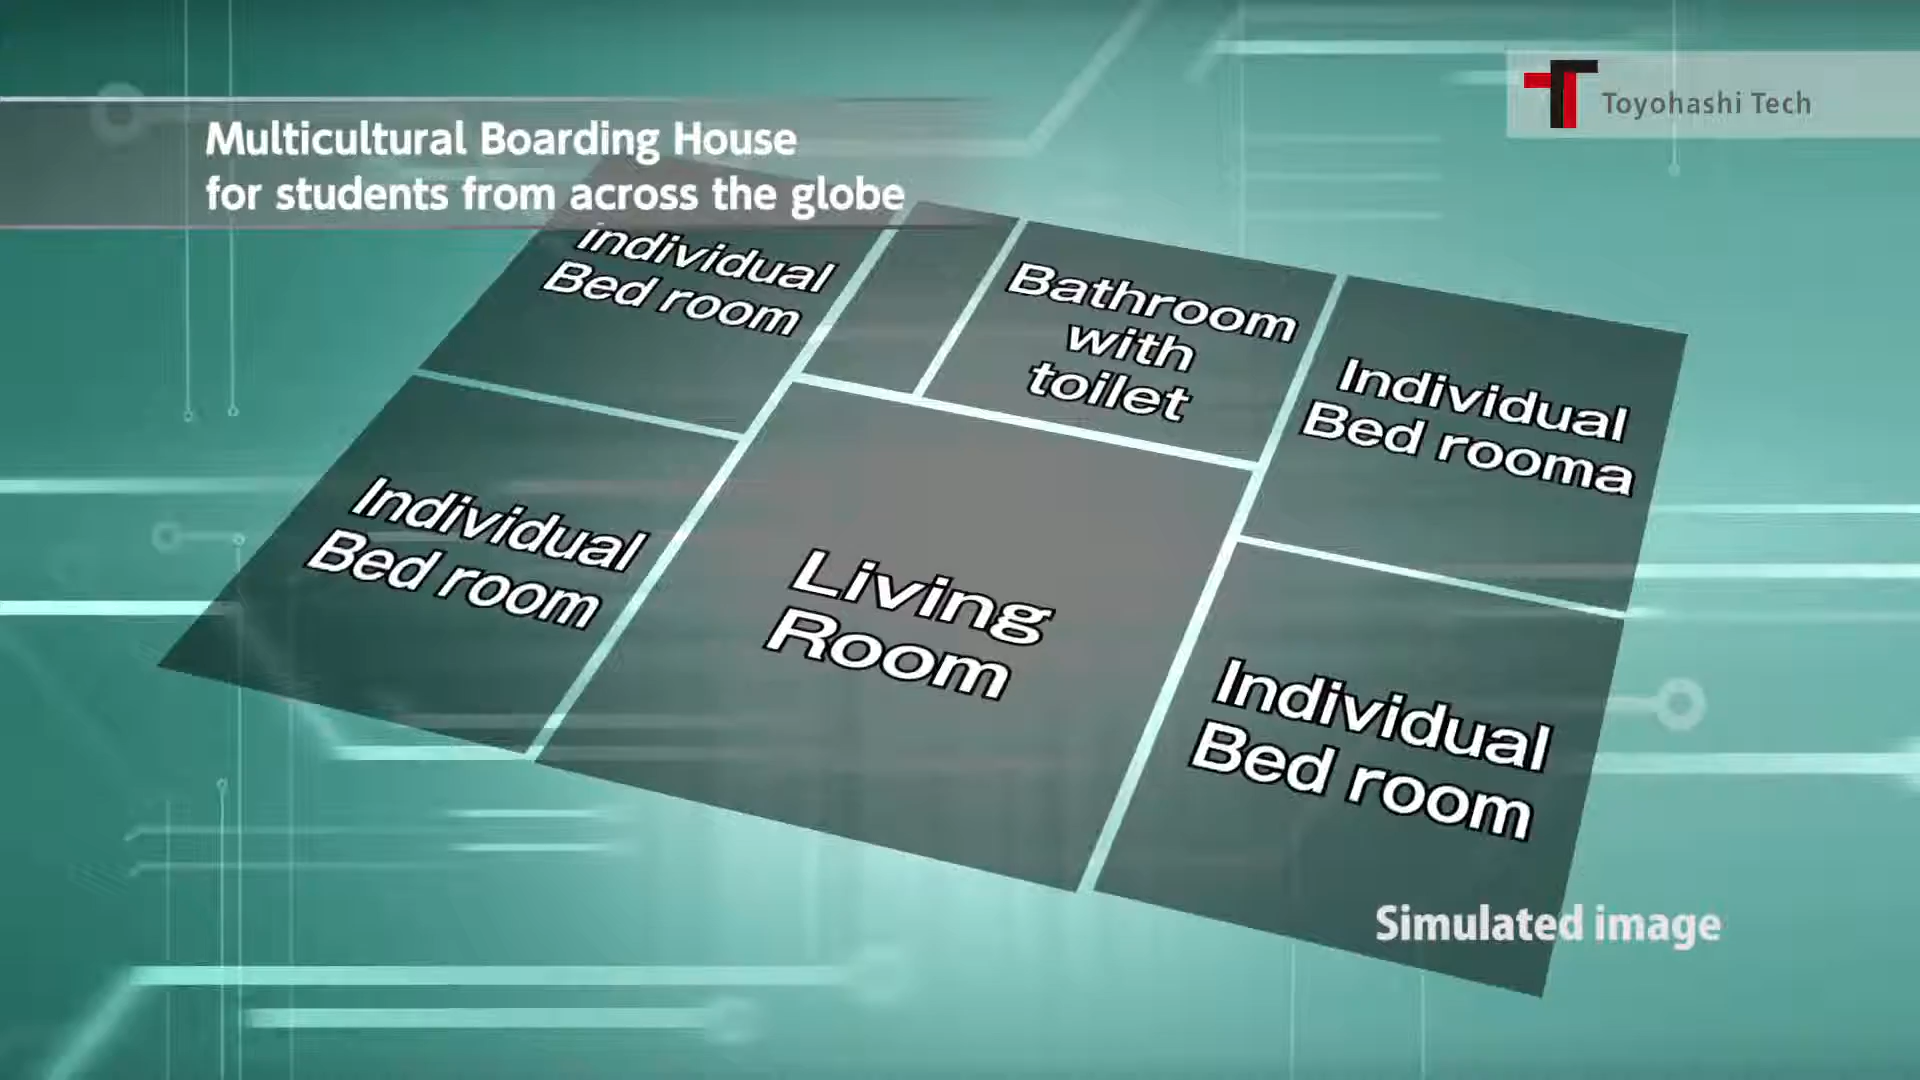 Toyohashi Tech
Multicultural Boarding House
for students from across the globe
Individual
Bed room
Bathroom
with
toilet
Individual
Bed rooma
Individual
Bed room
Living
Room
Individual
Bed room
Simulated image